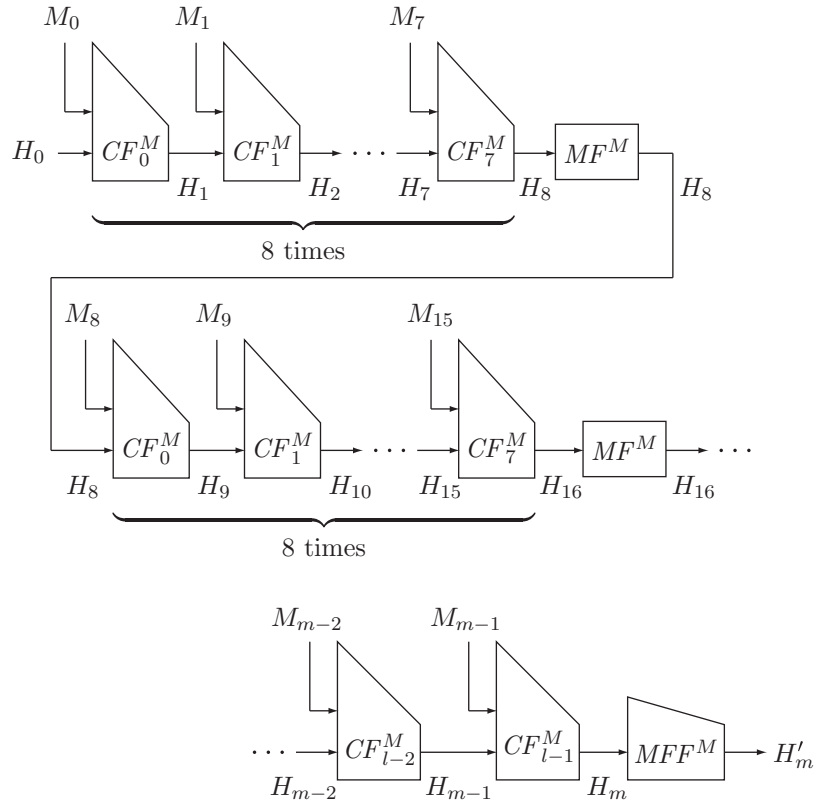 M_0 M_1 M_7
H_0 CF_0^M CF_1^M · · · CF_7^M MF^M
H_1 H_2 H_7 H_8 H_8
8 times
M_8 M_9 M_15
CF_0^M CF_1^M · · · CF_7^M MF^M · · ·
H_8 H_9 H_10 H_15 H_16 H_16
8 times
M_{m−2} M_{m−1}
· · · CF_{l−2}^M CF_{l−1}^M MFF^M H'_m
H_{m−2} H_{m−1} H_m